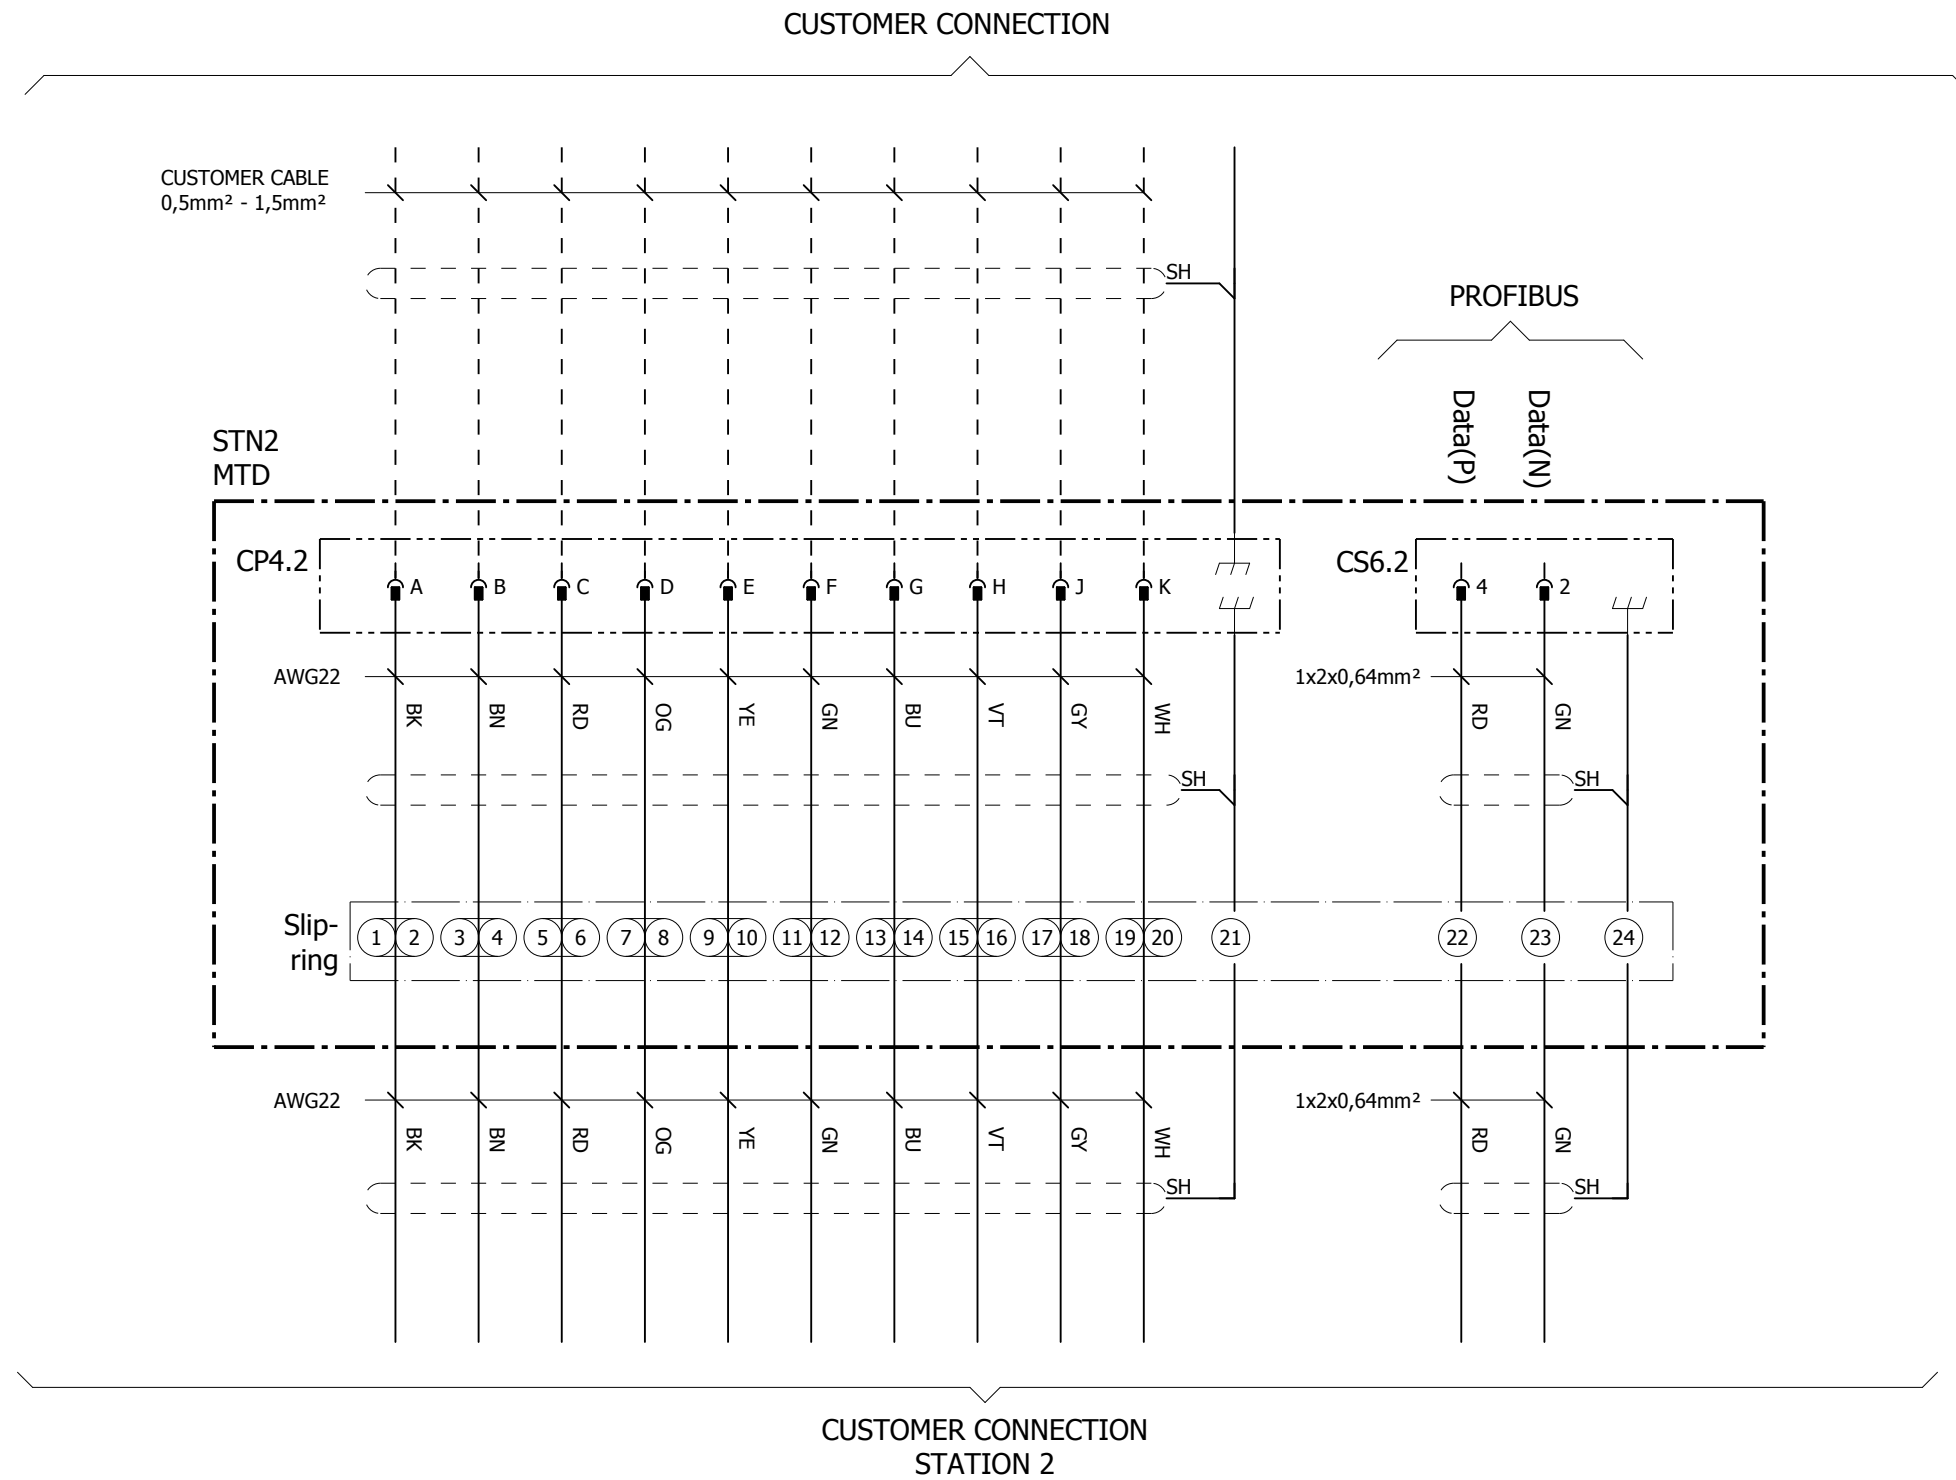 CUSTOMER CONNECTION
CUSTOMER CABLE
0,5mm² - 1,5mm²
SH
PROFIBUS
Data(P)
Data(N)
STN2
MTD
CP4.2
A B C D E F G H J K
CS6.2
4 2
AWG22
1x2x0,64mm²
BK BN RD OG YE GN BU VT GY WH
RD GN
SH
SH
Slip-
ring
1 2 3 4 5 6 7 8 9 10 11 12 13 14 15 16 17 18 19 20 21 22 23 24
AWG22
1x2x0,64mm²
BK BN RD OG YE GN BU VT GY WH
RD GN
SH
SH
CUSTOMER CONNECTION
STATION 2